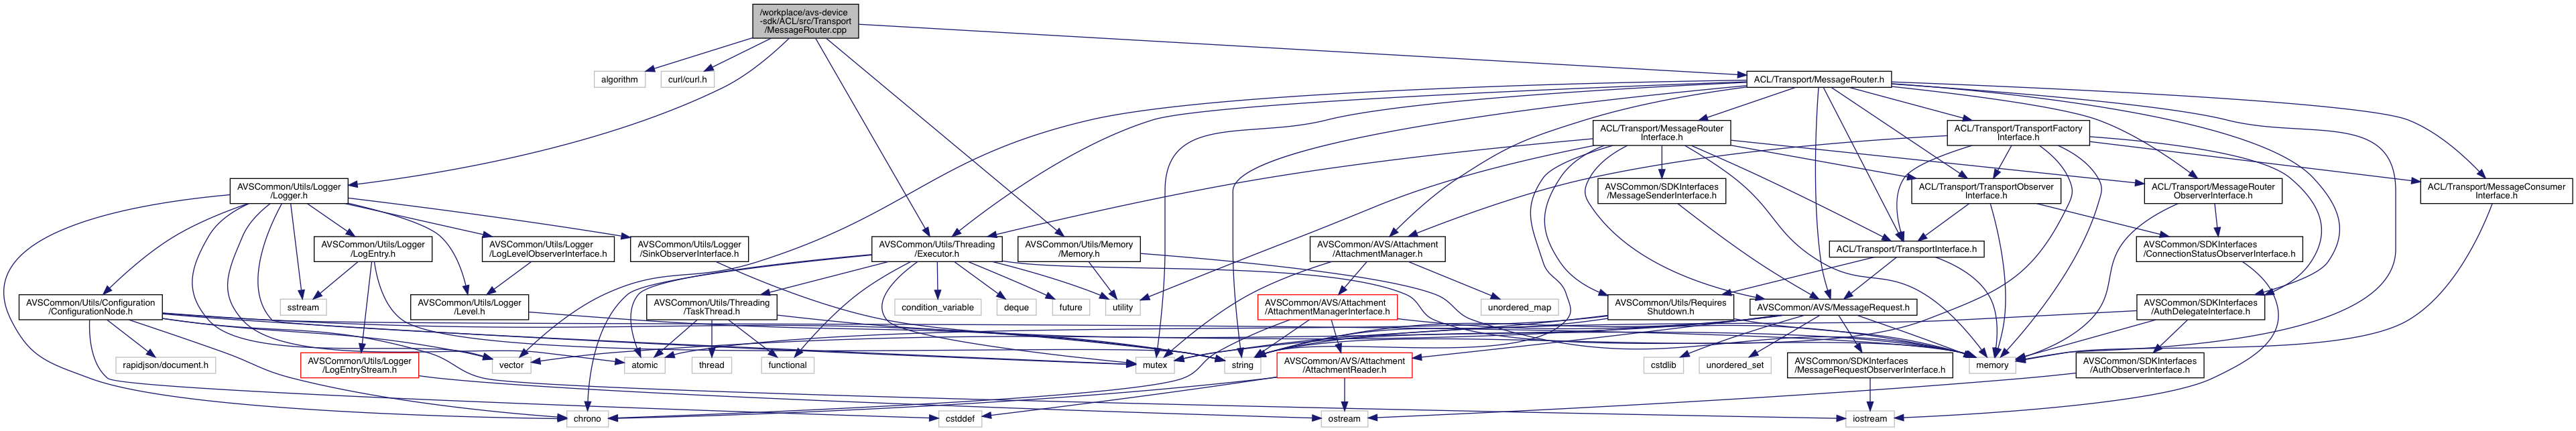 /workplace/avs-device
-sdk/ACL/src/Transport
/MessageRouter.cpp
algorithm
curl/curl.h
ACL/Transport/MessageRouter.h
ACL/Transport/MessageRouter
Interface.h
ACL/Transport/TransportFactory
Interface.h
AVSCommon/Utils/Logger
/Logger.h
AVSCommon/SDKInterfaces
/MessageSenderInterface.h
ACL/Transport/TransportObserver
Interface.h
ACL/Transport/MessageRouter
ObserverInterface.h
ACL/Transport/MessageConsumer
Interface.h
AVSCommon/Utils/Logger
/LogEntry.h
AVSCommon/Utils/Logger
/LogLevelObserverInterface.h
AVSCommon/Utils/Logger
/SinkObserverInterface.h
AVSCommon/Utils/Threading
/Executor.h
AVSCommon/Utils/Memory
/Memory.h
AVSCommon/AVS/Attachment
/AttachmentManager.h
ACL/Transport/TransportInterface.h
AVSCommon/SDKInterfaces
/ConnectionStatusObserverInterface.h
AVSCommon/Utils/Configuration
/ConfigurationNode.h
sstream
AVSCommon/Utils/Logger
/Level.h
AVSCommon/Utils/Threading
/TaskThread.h
condition_variable
deque
future
utility
AVSCommon/AVS/Attachment
/AttachmentManagerInterface.h
unordered_map
AVSCommon/Utils/Requires
Shutdown.h
AVSCommon/AVS/MessageRequest.h
AVSCommon/SDKInterfaces
/AuthDelegateInterface.h
rapidjson/document.h
AVSCommon/Utils/Logger
/LogEntryStream.h
vector
atomic
thread
functional
mutex
string
AVSCommon/AVS/Attachment
/AttachmentReader.h
cstdlib
unordered_set
AVSCommon/SDKInterfaces
/MessageRequestObserverInterface.h
memory
AVSCommon/SDKInterfaces
/AuthObserverInterface.h
chrono
cstddef
ostream
iostream